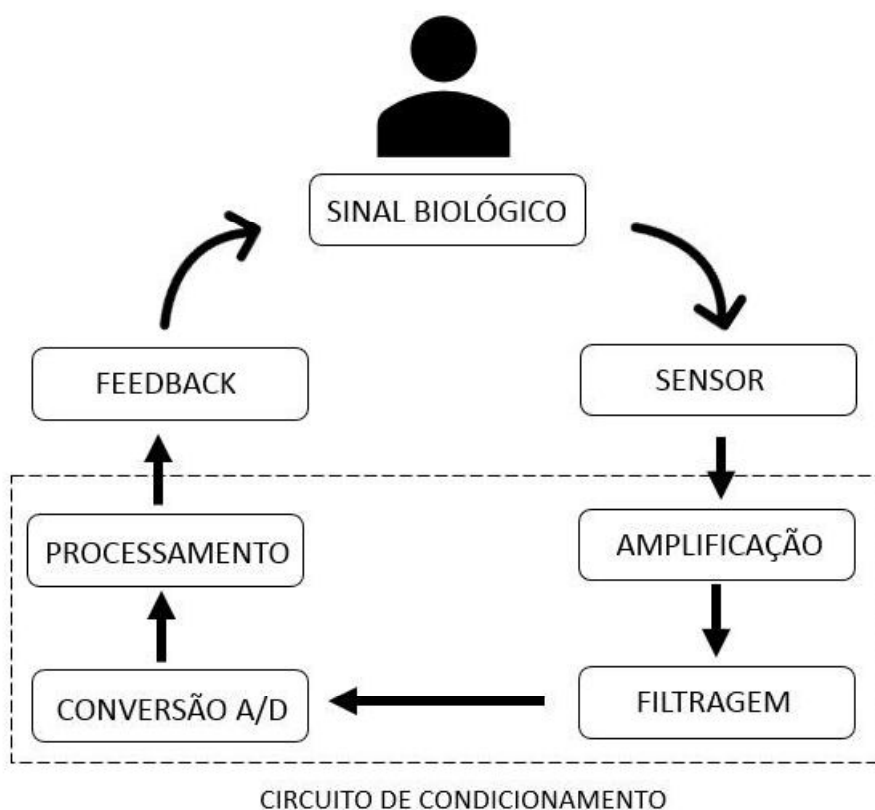 SINAL BIOLÓGICO
SENSOR
AMPLIFICAÇÃO
FILTRAGEM
CONVERSÃO A/D
PROCESSAMENTO
FEEDBACK
CIRCUITO DE CONDICIONAMENTO